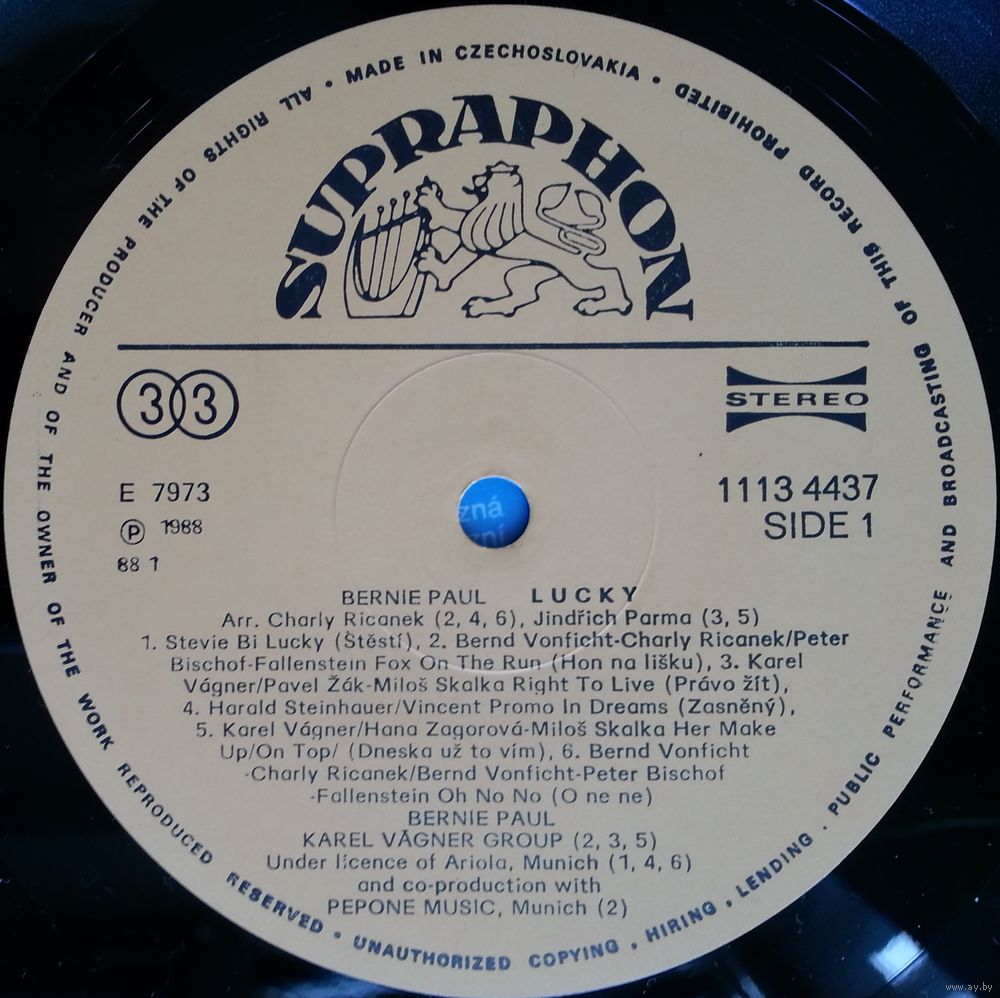 ALL RIGHTS OF THE PRODUCER AND OF THE OWNER OF THE WORK REPRODUCED RESERVED • UNAUTHORIZED COPYING . HIRING . LENDING . PUBLIC PERFORMANCE AND BROADCASTING OF THIS RECORD PROHIBITED • MADE IN CZECHOSLOVAKIA •
SUPRAPHON
33
STEREO
E 7973
1113 4437
Ⓟ 1988
SIDE 1
88 1
zná
zní
BERNIE PAUL LUCKY
Arr. Charly Ricanek (2, 4, 6), Jindřich Parma (3, 5)
1. Stevie Bi Lucky (Štěstí), 2. Bernd Vonficht-Charly Ricanek/Peter
Bischof-Fallenstein Fox On The Run (Hon na lišku), 3. Karel
Vágner/Pavel Žák-Miloš Skalka Right To Live (Právo žít),
4. Harald Steinhauer/Vincent Promo In Dreams (Zasněný),
5. Karel Vágner/Hana Zagorová-Miloš Skalka Her Make
Up/On Top/ (Dneska už to vím), 6. Bernd Vonficht
-Charly Ricanek/Bernd Vonficht-Peter Bischof
-Fallenstein Oh No No (O ne ne)
BERNIE PAUL
KAREL VÁGNER GROUP (2, 3, 5)
Under licence of Ariola, Munich (1, 4, 6)
and co-production with
PEPONE MUSIC, Munich (2)
www.ay.by